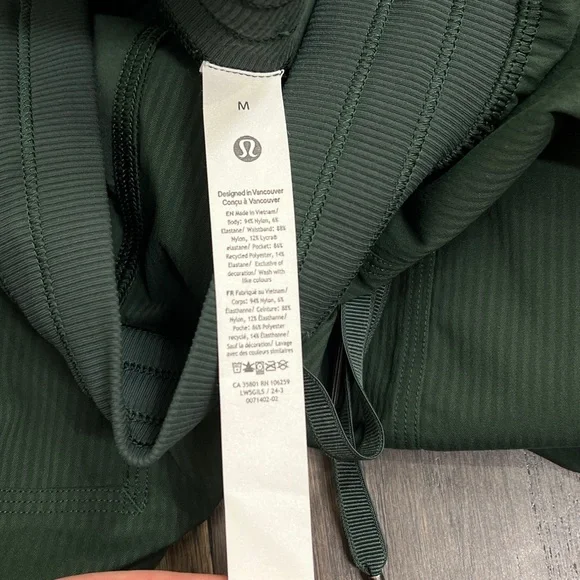 M
Designed in Vancouver
Conçu à Vancouver
EN Made in Vietnam/
Body: 94% Nylon, 6%
Elastane/ Waistband: 88%
Nylon, 12% Lycra®
elastane/ Pocket: 86%
Recycled Polyester, 14%
Elastane/ Exclusive of
decoration/ Wash with
like colours
FR Fabriqué au Vietnam/
Corps: 94% Nylon, 6%
Élasthanne/ Ceinture: 88%
Nylon, 12% Élasthanne/
Poche: 86% Polyester
recyclé, 14% Élasthanne/
Sauf la décoration/ Lavage
avec des couleurs similaires
CA 35801 RN 106259
LW5GILS / 24-3
0071402-02